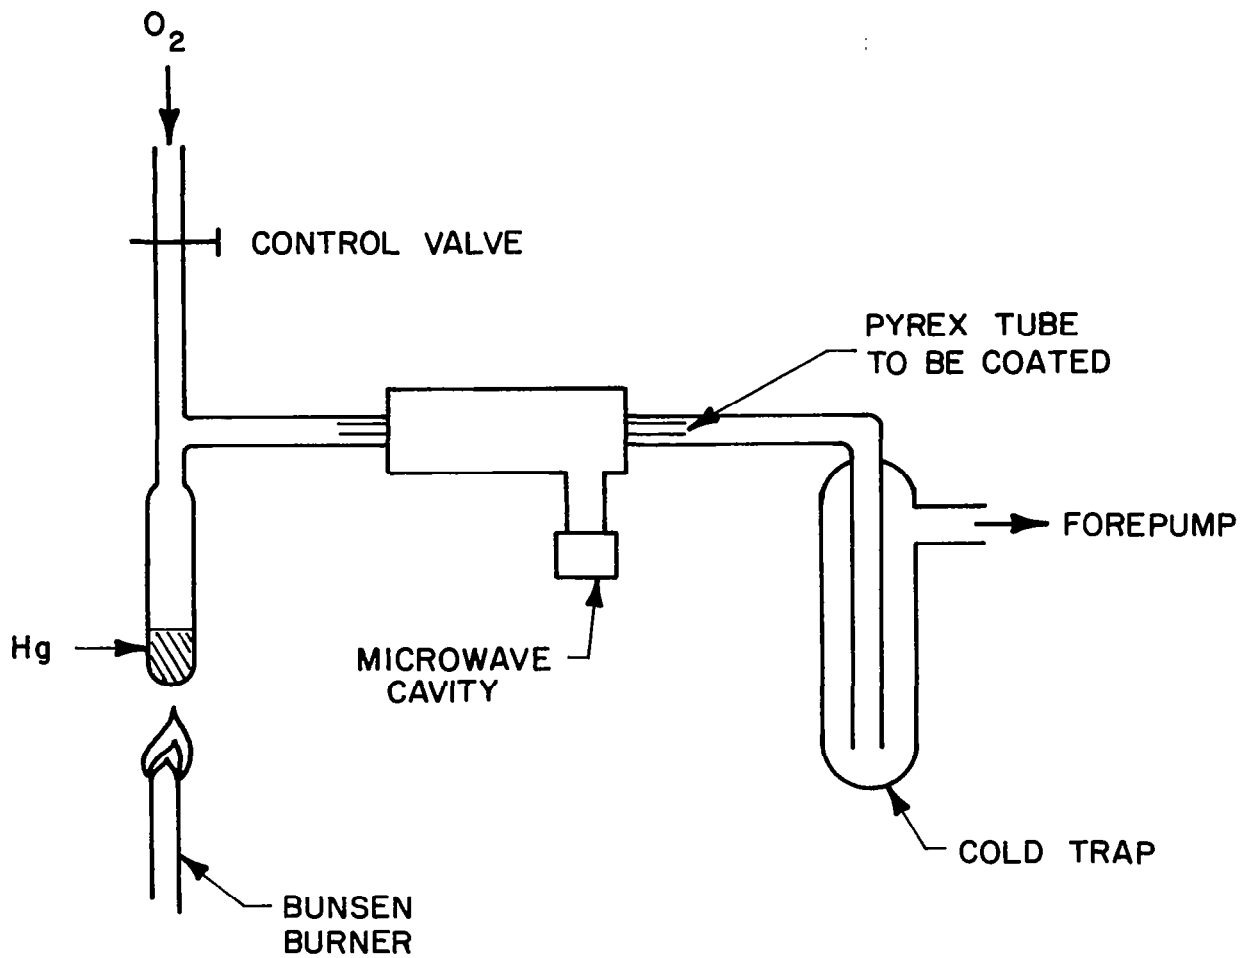 O2
CONTROL VALVE
PYREX TUBE
TO BE COATED
FOREPUMP
Hg
MICROWAVE
CAVITY
COLD TRAP
BUNSEN
BURNER